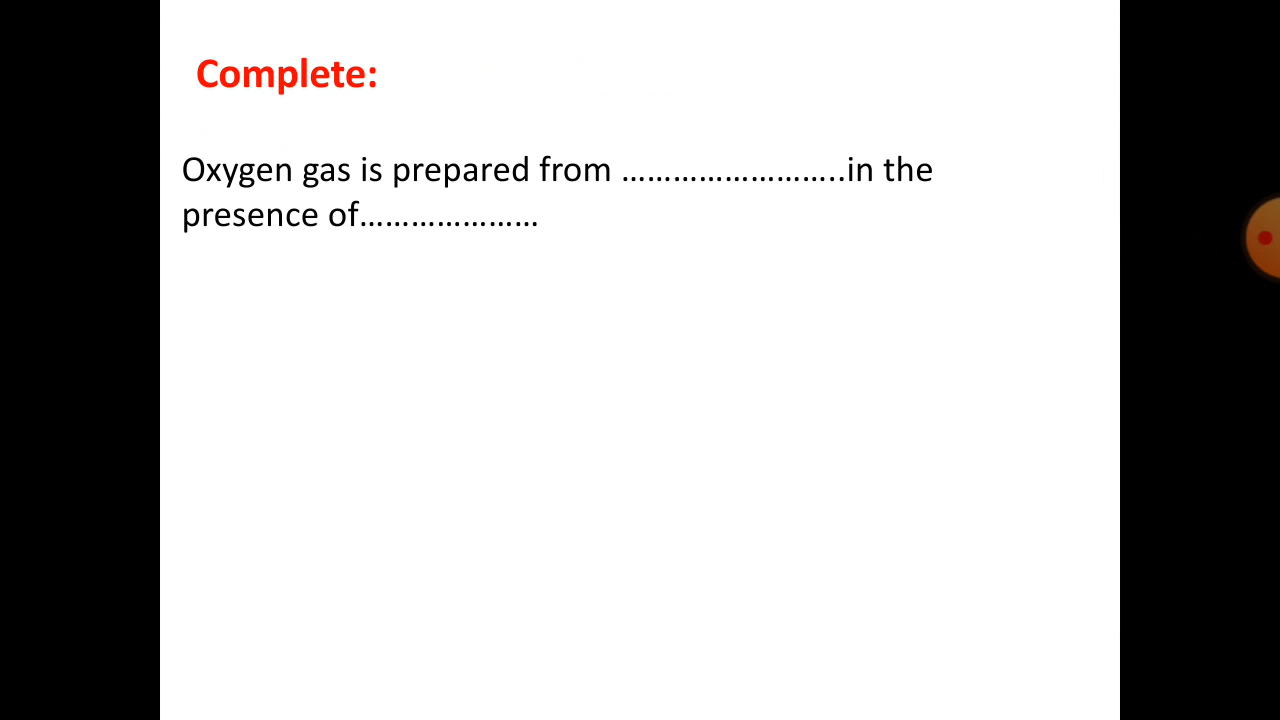 Complete:
Oxygen gas is prepared from ……………………..in the
presence of…………………